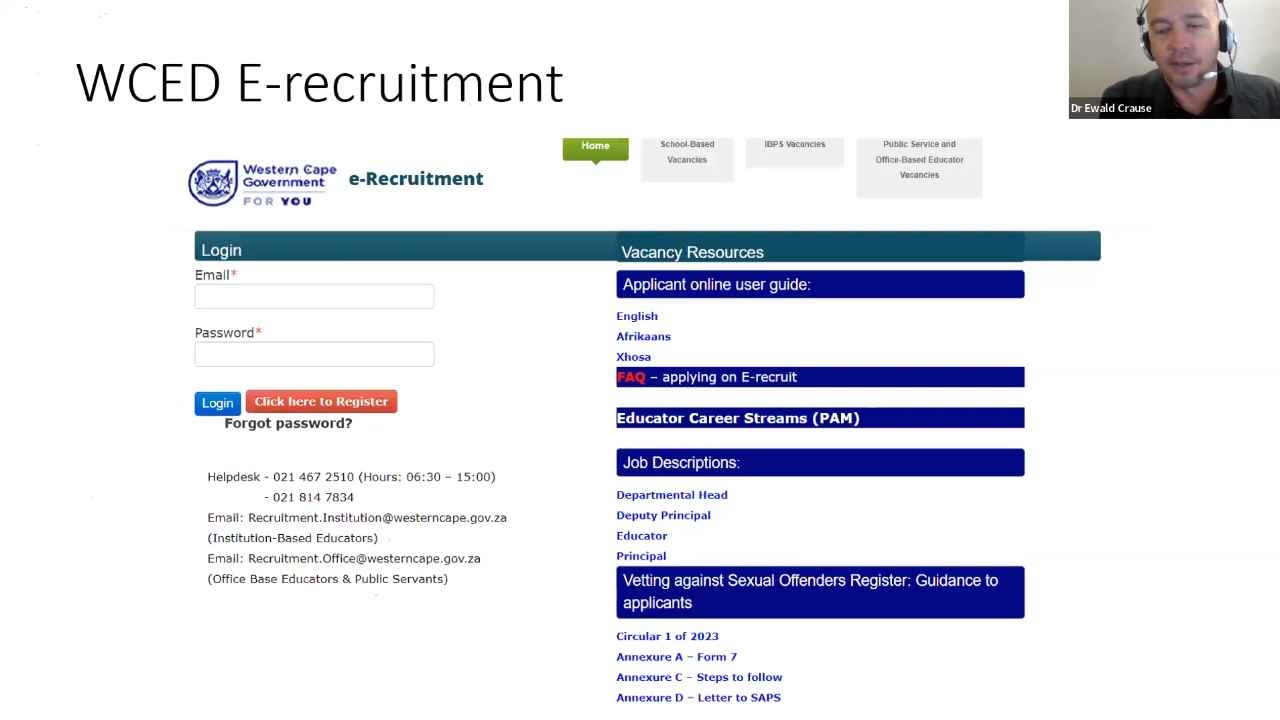 WCED E-recruitment
Dr Ewald Crause
Western Cape
Government
FOR YOU
e-Recruitment
Home
School-Based
Vacancies
IBPS Vacancies
Public Service and
Office-Based Educator
Vacancies
Login
Email*
Password*
Login
Click here to Register
Forgot password?
Helpdesk - 021 467 2510 (Hours: 06:30 – 15:00)
- 021 814 7834
Email: Recruitment.Institution@westerncape.gov.za
(Institution-Based Educators)
Email: Recruitment.Office@westerncape.gov.za
(Office Base Educators & Public Servants)
Vacancy Resources
Applicant online user guide:
English
Afrikaans
Xhosa
FAQ – applying on E-recruit
Educator Career Streams (PAM)
Job Descriptions:
Departmental Head
Deputy Principal
Educator
Principal
Vetting against Sexual Offenders Register: Guidance to
applicants
Circular 1 of 2023
Annexure A – Form 7
Annexure C – Steps to follow
Annexure D – Letter to SAPS